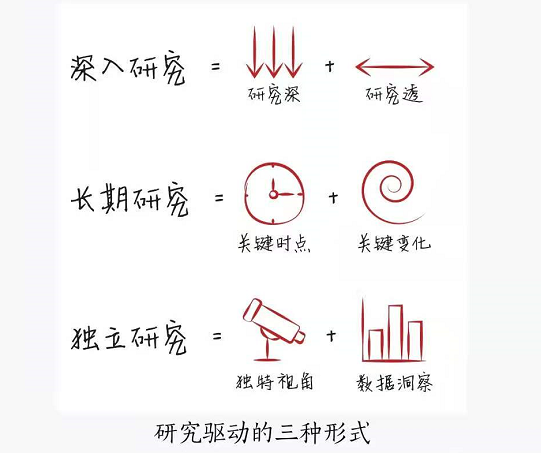 深入研究 = + 
研究深 研究透
长期研究 = +
关键时点 关键变化
独立研究 = +
独特视角 数据洞察
研究驱动的三种形式